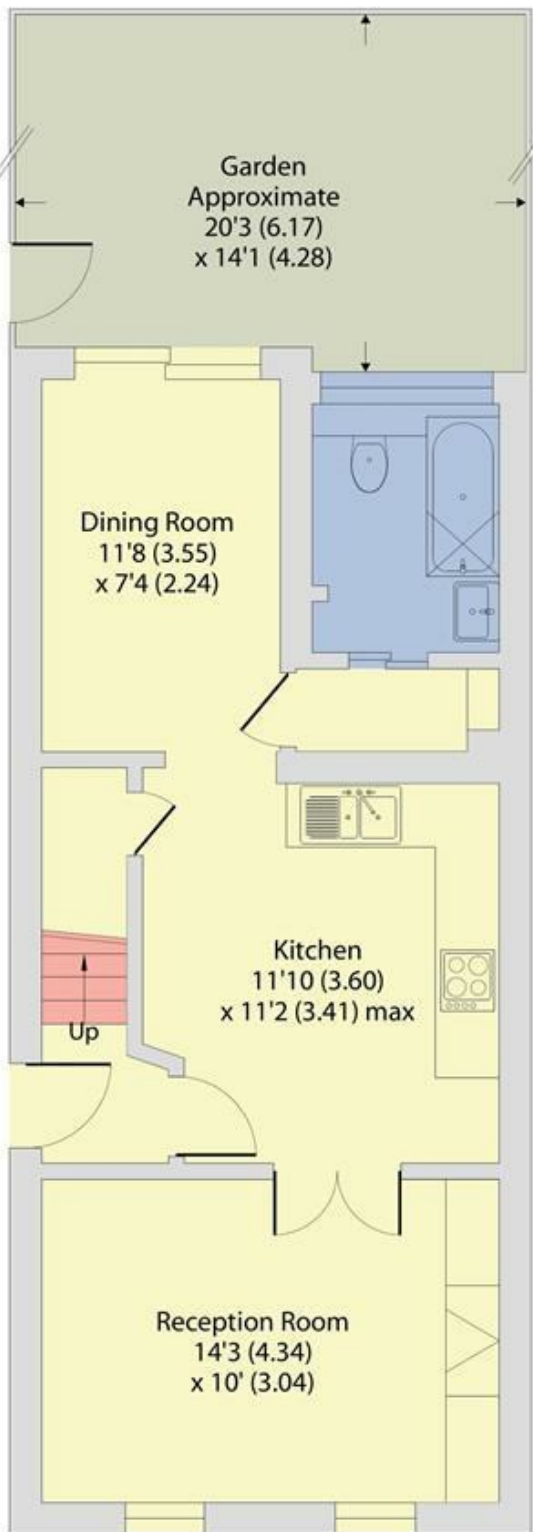 Garden
Approximate
20'3 (6.17)
x 14'1 (4.28)
Dining Room
11'8 (3.55)
x 7'4 (2.24)
Kitchen
11'10 (3.60)
x 11'2 (3.41) max
Up
Reception Room
14'3 (4.34)
x 10' (3.04)